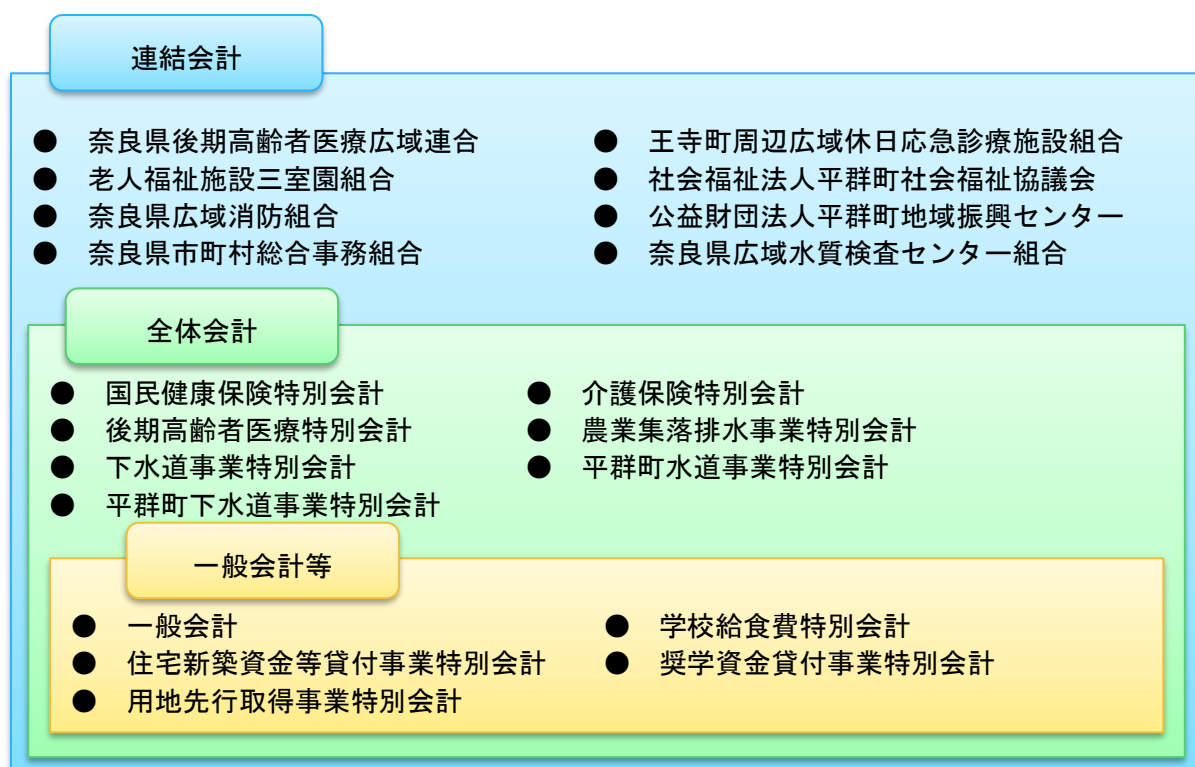 連結会計
● 奈良県後期高齢者医療広域連合
● 老人福祉施設三室園組合
● 奈良県広域消防組合
● 奈良県市町村総合事務組合
● 王寺町周辺広域休日応急診療施設組合
● 社会福祉法人平群町社会福祉協議会
● 公益財団法人平群町地域振興センター
● 奈良県広域水質検査センター組合
全体会計
● 国民健康保険特別会計
● 後期高齢者医療特別会計
● 下水道事業特別会計
● 平群町下水道事業特別会計
● 介護保険特別会計
● 農業集落排水事業特別会計
● 平群町水道事業特別会計
一般会計等
● 一般会計
● 住宅新築資金等貸付事業特別会計
● 用地先行取得事業特別会計
● 学校給食費特別会計
● 奨学資金貸付事業特別会計